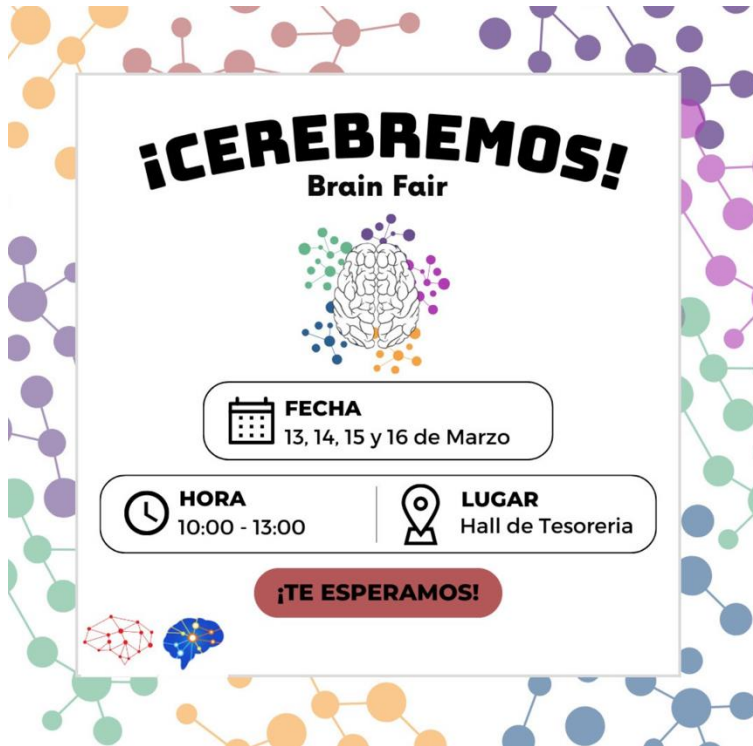 ¡CEREBREMOS!
Brain Fair
FECHA
13, 14, 15 y 16 de Marzo
HORA
10:00 - 13:00
LUGAR
Hall de Tesoreria
¡TE ESPERAMOS!